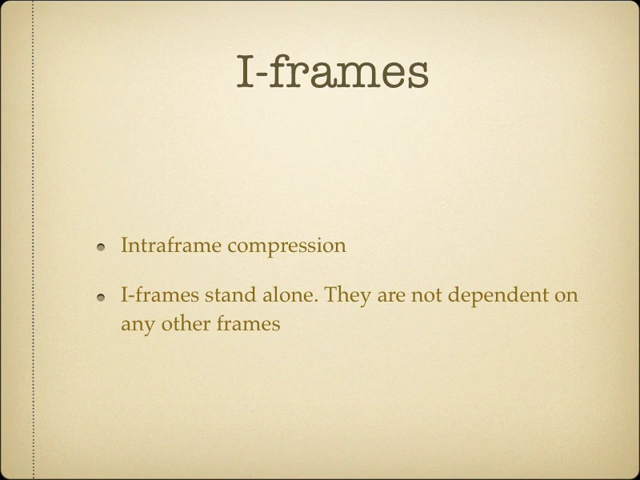 I-frames
Intraframe compression
I-frames stand alone. They are not dependent on
any other frames